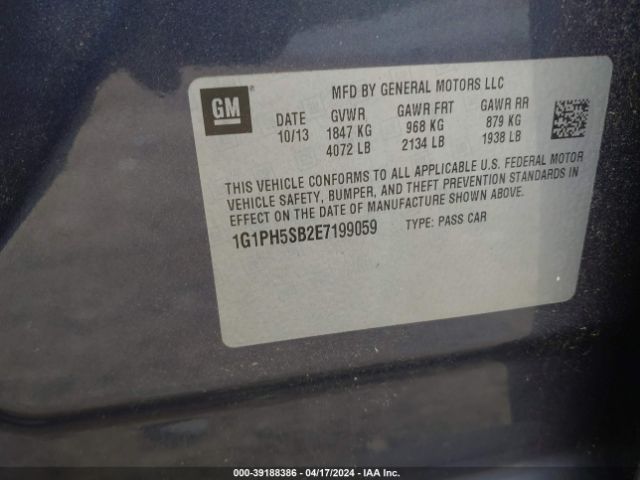 GM
MFD BY GENERAL MOTORS LLC
DATE GVWR GAWR FRT GAWR RR
10/13 1847 KG 968 KG 879 KG
4072 LB 2134 LB 1938 LB
THIS VEHICLE CONFORMS TO ALL APPLICABLE U.S. FEDERAL MOTOR
VEHICLE SAFETY, BUMPER, AND THEFT PREVENTION STANDARDS IN
EFFECT ON THE DATE OF MANUFACTURE SHOWN ABOVE.
1G1PH5SB2E7199059 TYPE: PASS CAR
000-39188386 - 04/17/2024 - IAA Inc.